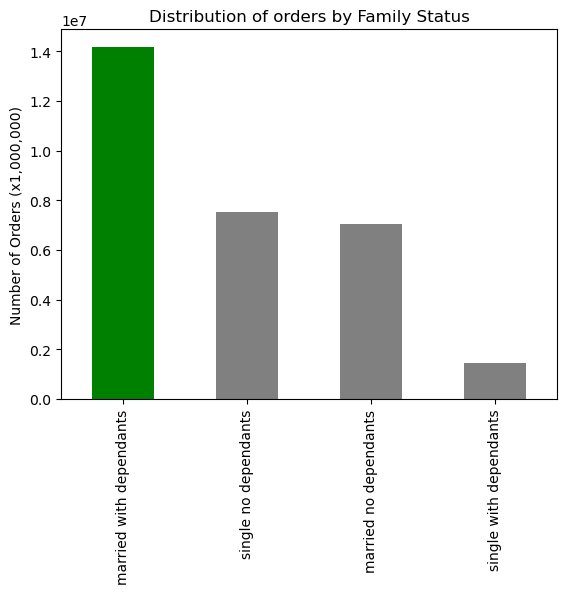 Distribution of orders by Family Status
1e7
Number of Orders (x1,000,000)
1.4
1.2
1.0
0.8
0.6
0.4
0.2
0.0
married with dependants
single no dependants
married no dependants
single with dependants